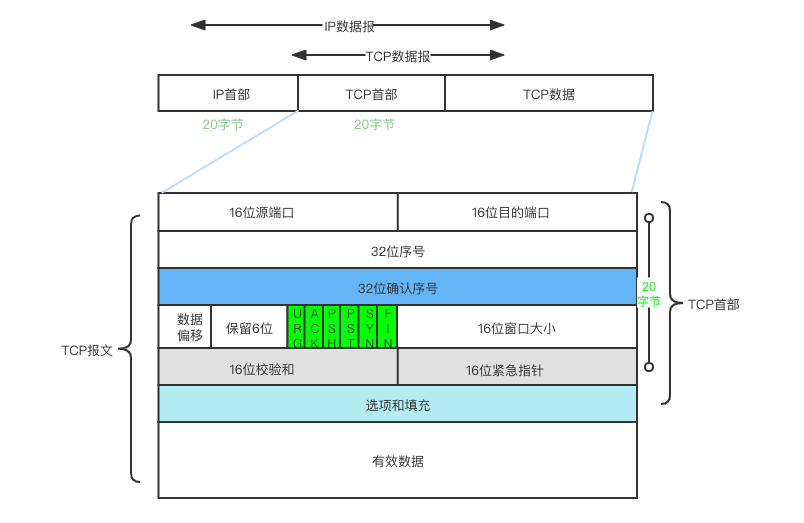 IP数据报
TCP数据报
IP首部
TCP首部
TCP数据
20字节
20字节
16位源端口
16位目的端口
32位序号
32位确认序号
数据
偏移
保留6位
URG
ACK
PSH
PST
SYN
FIN
16位窗口大小
16位校验和
16位紧急指针
选项和填充
有效数据
TCP报文
20
字节
TCP首部